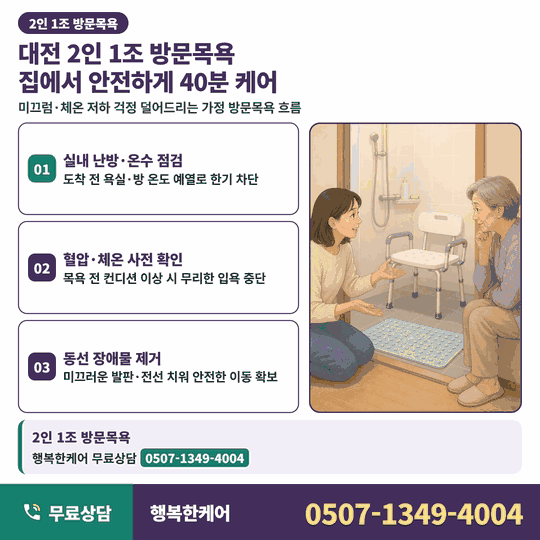 2인 1조 방문목욕
대전 2인 1조 방문목욕
집에서 안전하게 40분 케어
미끄럼·체온 저하 걱정 덜어드리는 가정 방문목욕 흐름
01
실내 난방·온수 점검
도착 전 욕실·방 온도 예열로 한기 차단
02
혈압·체온 사전 확인
목욕 전 컨디션 이상 시 무리한 입욕 중단
03
동선 장애물 제거
미끄러운 발판·전선 치워 안전한 이동 확보
2인 1조 방문목욕
행복한케어 무료상담 0507-1349-4004
무료상담 행복한케어 0507-1349-4004